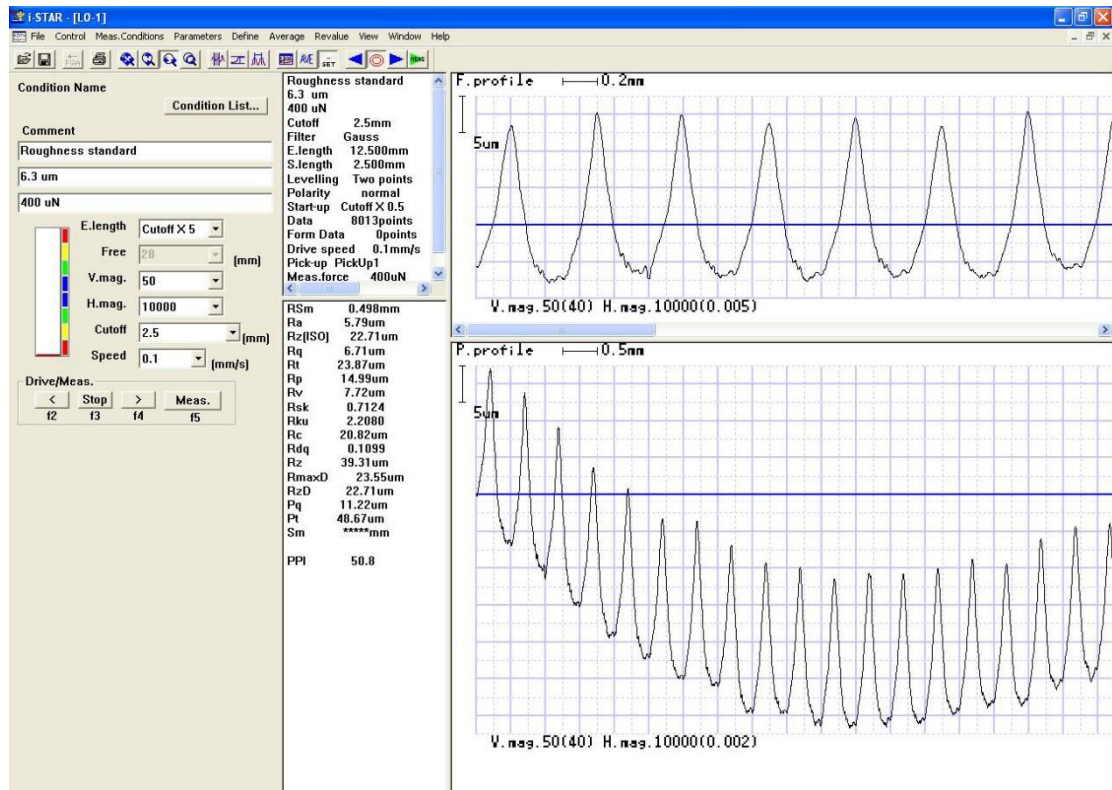 i-STAR - [L0-1]
File Control Meas.Conditions Parameters Define Average Revalue View Window Help
AVE SET
Condition Name
Condition List...
Comment
Roughness standard
6.3 um
400 uN
E.length Cutoff X 5
Free 28 (mm)
V.mag. 50
H.mag. 10000
Cutoff 2.5 (mm)
Speed 0.1 (mm/s)
Drive/Meas.
< Stop > Meas.
f2 f3 f4 f5
Roughness standard
6.3 um
400 uN
Cutoff 2.5mm
Filter Gauss
E.length 12.500mm
S.length 2.500mm
Levelling Two points
Polarity normal
Start-up Cutoff X 0.5
Data 8013points
Form Data 0points
Drive speed 0.1mm/s
Pick-up PickUp1
Meas.force 400uN
RSm 0.498mm
Ra 5.79um
Rz(ISO) 22.71um
Rq 6.71um
Rt 23.87um
Rp 14.99um
Rv 7.72um
Rsk 0.7124
Rku 2.2080
Rc 20.82um
Rdq 0.1099
Rz 39.31um
RmaxD 23.55um
RzD 22.71um
Pq 11.22um
Pt 48.67um
Sm *****mm
PPI 50.8
F.profile 0.2mm
5um
V.mag.50(40) H.mag.10000(0.005)
P.profile 0.5mm
5um
V.mag.50(40) H.mag.10000(0.002)